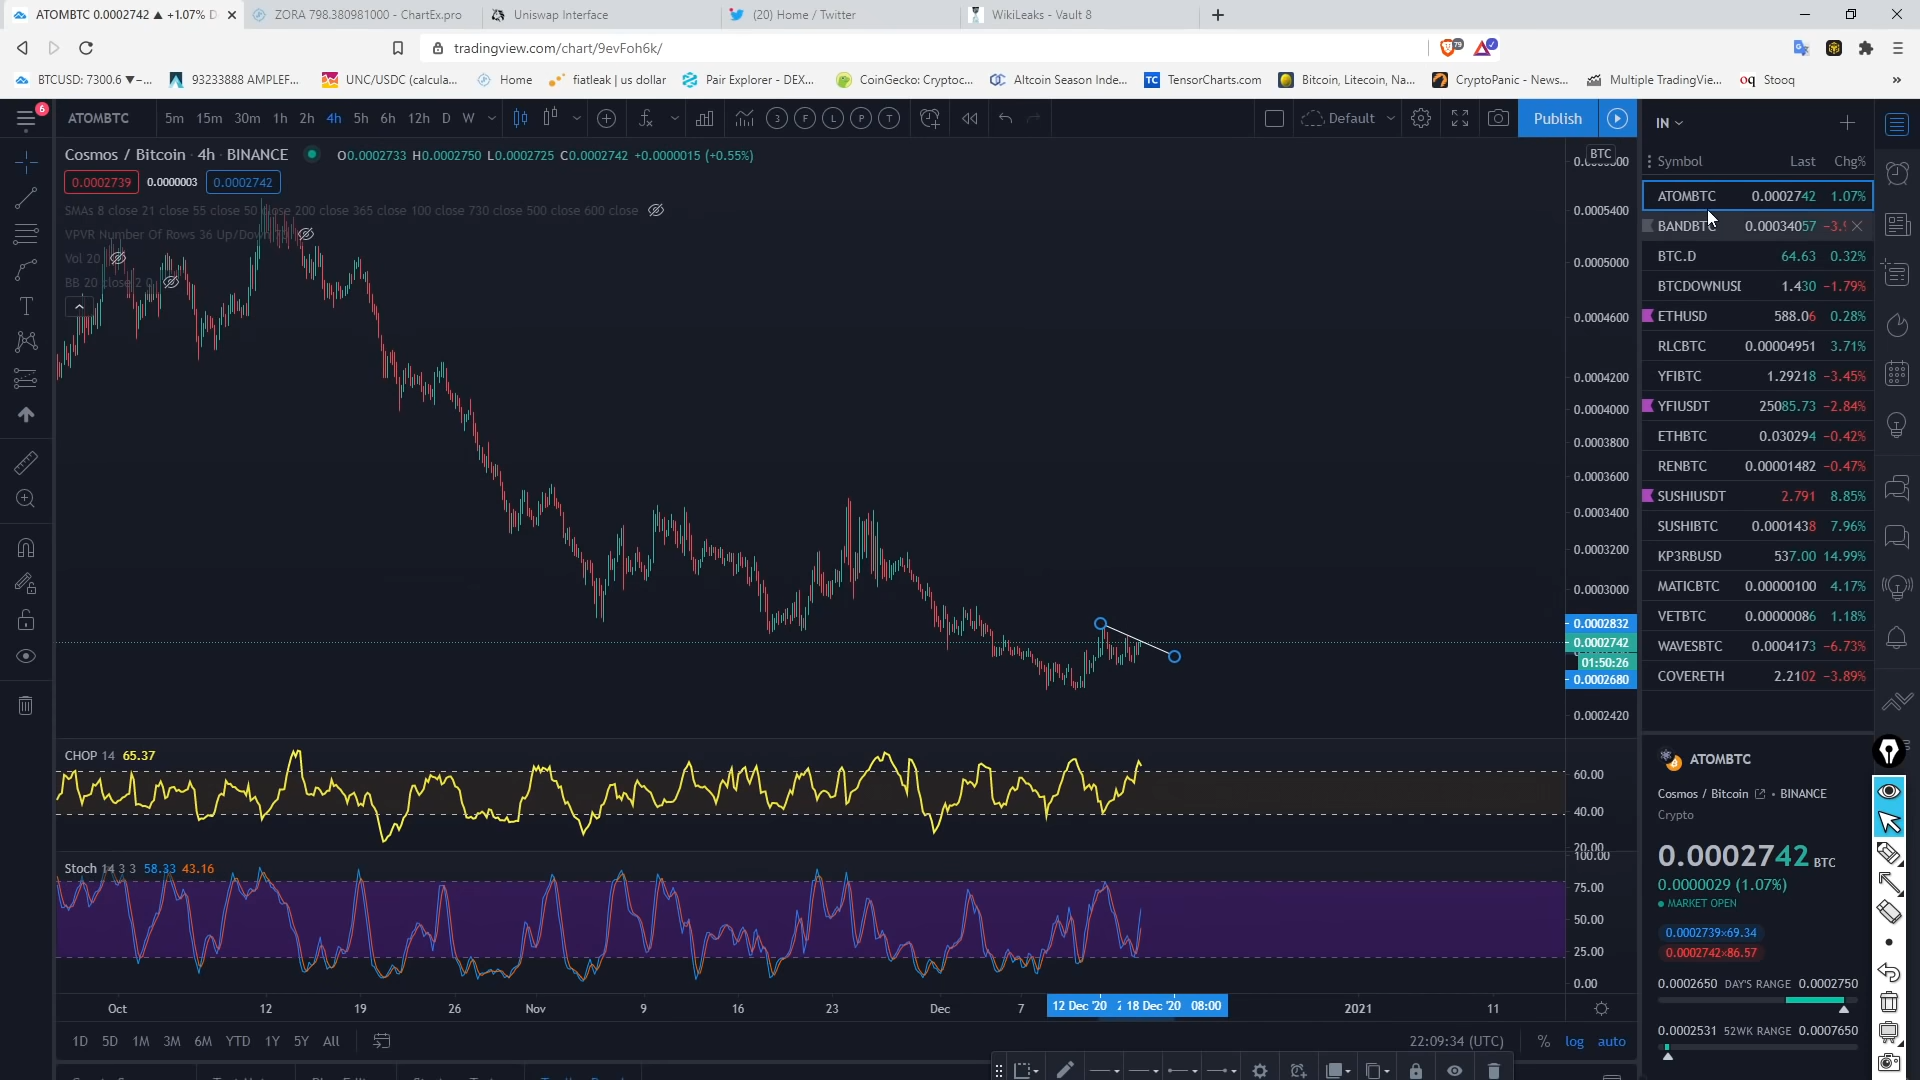 ATOMBTC 0.0002742 ▲ +1.07% D
ZORA 798.380981000 - ChartEx.pro
Uniswap Interface
(20) Home / Twitter
WikiLeaks - Vault 8
tradingview.com/chart/9evFoh6k/
79
BTCUSD: 7300.6 ▼−...
93233888 AMPLEF...
UNC/USDC (calcula...
Home
fiatleak | us dollar
Pair Explorer - DEX...
CoinGecko: Cryptoc...
Altcoin Season Inde...
TC TensorCharts.com
Bitcoin, Litecoin, Na...
CryptoPanic - News...
Multiple TradingVie...
oq Stooq
»
6
ATOMBTC 5m 15m 30m 1h 2h 4h 5h 6h 12h D W
3 F L P T
Default
Publish
IN
Cosmos / Bitcoin · 4h · BINANCE
O0.0002733 H0.0002750 L0.0002725 C0.0002742 +0.0000015 (+0.55%)
0.0002739 0.0000003 0.0002742
SMAs 8 close 21 close 55 close 50 close 200 close 365 close 100 close 730 close 500 close 600 close
VPVR Number Of Rows 36 Up/Down
Vol 20
BB 20 close 2 0
BTC
0.0005400
0.0005000
0.0004600
0.0004200
0.0004000
0.0003800
0.0003600
0.0003400
0.0003200
0.0003000
0.0002832
0.0002742
01:50:26
0.0002680
0.0002420
CHOP 14 65.37
60.00
40.00
20.00
Stoch 14 3 3 58.33 43.16
100.00
75.00
50.00
25.00
0.00
Oct 12 19 26 Nov 9 16 23 Dec 7 12 Dec '20 18 Dec '20 08:00 2021 11
1D 5D 1M 3M 6M YTD 1Y 5Y All
22:09:34 (UTC) % log auto
Symbol Last Chg%
ATOMBTC 0.0002742 1.07%
BANDBTC 0.00034057 −3.9
BTC.D 64.63 0.32%
BTCDOWNUSI 1.430 −1.79%
ETHUSD 588.06 0.28%
RLCBTC 0.00004951 3.71%
YFIBTC 1.29218 −3.45%
YFIUSDT 25085.73 −2.84%
ETHBTC 0.030294 −0.42%
RENBTC 0.00001482 −0.47%
SUSHIUSDT 2.791 8.85%
SUSHIBTC 0.0001438 7.96%
KP3RBUSD 537.00 14.99%
MATICBTC 0.00000100 4.17%
VETBTC 0.00000086 1.18%
WAVESBTC 0.0004173 −6.73%
COVERETH 2.2102 −3.89%
ATOMBTC
Cosmos / Bitcoin • BINANCE
Crypto
0.0002742 BTC
0.0000029 (1.07%)
MARKET OPEN
0.0002739×69.34
0.0002742×86.57
0.0002650 DAY'S RANGE 0.0002750
0.0002531 52WK RANGE 0.0007650